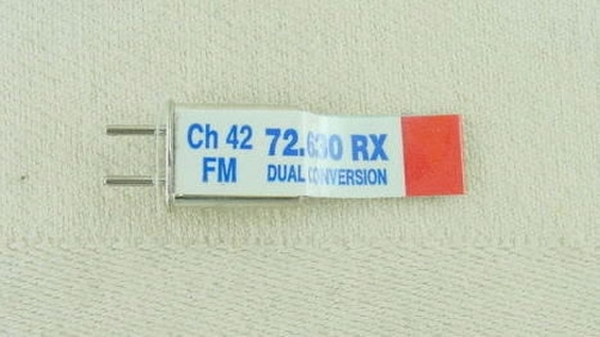 Ch 42 72.630 RX
FM DUAL CONVERSION